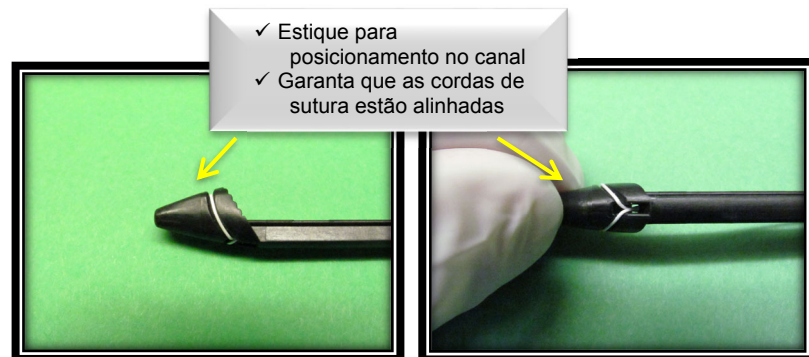 ✓ Estique para
posicionamento no canal
✓ Garanta que as cordas de
sutura estão alinhadas